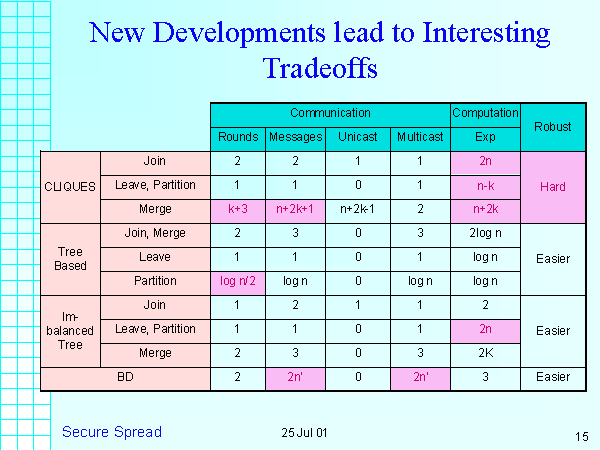 New Developments lead to Interesting
Tradeoffs
Communication Computation Robust
Rounds Messages Unicast Multicast Exp
CLIQUES Join 2 2 1 1 2n Hard
Leave, Partition 1 1 0 1 n-k
Merge k+3 n+2k+1 n+2k-1 2 n+2k
Tree
Based Join, Merge 2 3 0 3 2log n Easier
Leave 1 1 0 1 log n
Partition log n/2 log n 0 log n log n
Im-
balanced
Tree Join 1 2 1 1 2 Easier
Leave, Partition 1 1 0 1 2n
Merge 2 3 0 3 2K
BD 2 2n' 0 2n' 3 Easier
Secure Spread 25 Jul 01 15